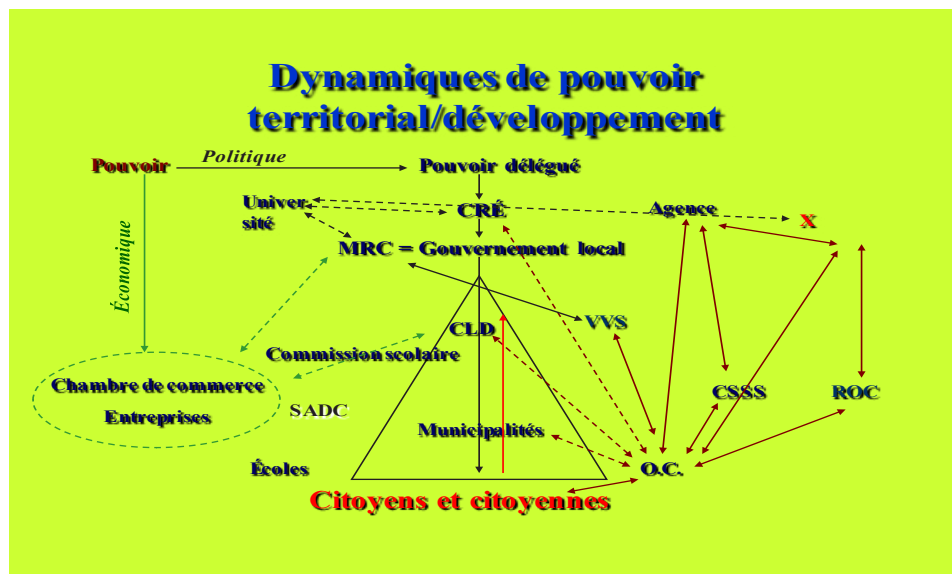 Dynamiques de pouvoir
territorial/développement
Pouvoir
Politique
Pouvoir délégué
Univer
sité
CRÉ
Agence
X
MRC = Gouvernement local
Économique
VVS
CLD
Commission scolaire
Chambre de commerce
CSSS
ROC
Entreprises
SADC
Municipalités
Écoles
O.C.
Citoyens et citoyennes